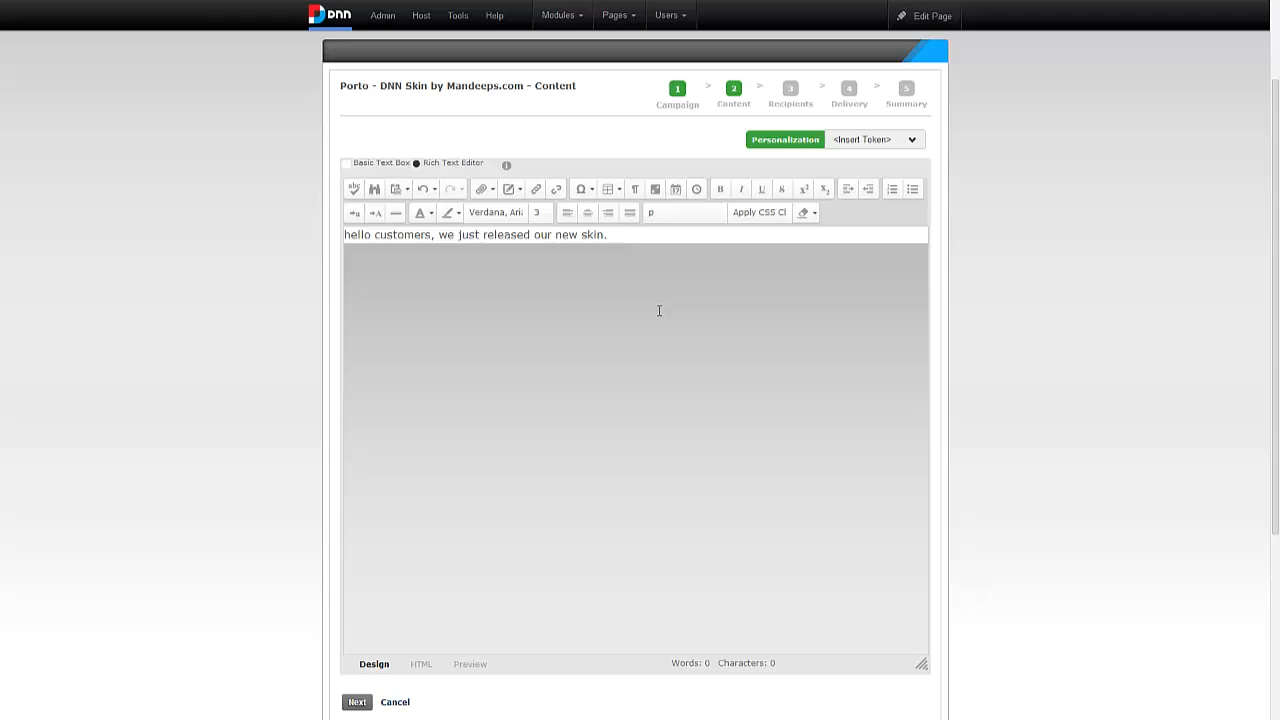 DNN Admin Host Tools Help Modules Pages Users Edit Page
Porto - DNN Skin by Mandeeps.com - Content
1 > 2 > 3 > 4 > 5
Campaign Content Recipients Delivery Summary
Personalization <Insert Token>
Basic Text Box Rich Text Editor
abc Ω B I U S x² x₂
A Verdana, Ari 3 p Apply CSS Cl
hello customers, we just released our new skin.
Design HTML Preview Words: 0 Characters: 0
Next Cancel